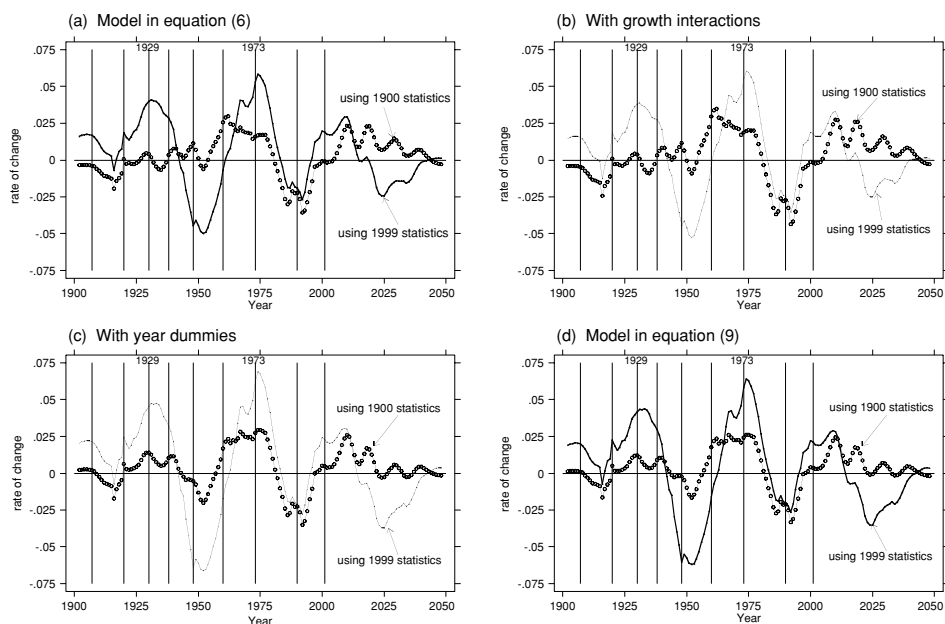 (a) Model in equation (6)
1929
1973
.075
.05
.025
0
-.025
-.05
-.075
rate of change
using 1900 statistics
using 1999 statistics
1900 1925 1950 1975 2000 2025 2050
Year
(b) With growth interactions
1929
1973
.075
.05
.025
0
-.025
-.05
-.075
rate of change
using 1900 statistics
using 1999 statistics
1900 1925 1950 1975 2000 2025 2050
Year
(c) With year dummies
1929
1973
.075
.05
.025
0
-.025
-.05
-.075
rate of change
using 1900 statistics
using 1999 statistics
1900 1925 1950 1975 2000 2025 2050
Year
(d) Model in equation (9)
1929
1973
.075
.05
.025
0
-.025
-.05
-.075
rate of change
using 1900 statistics
using 1999 statistics
1900 1925 1950 1975 2000 2025 2050
Year